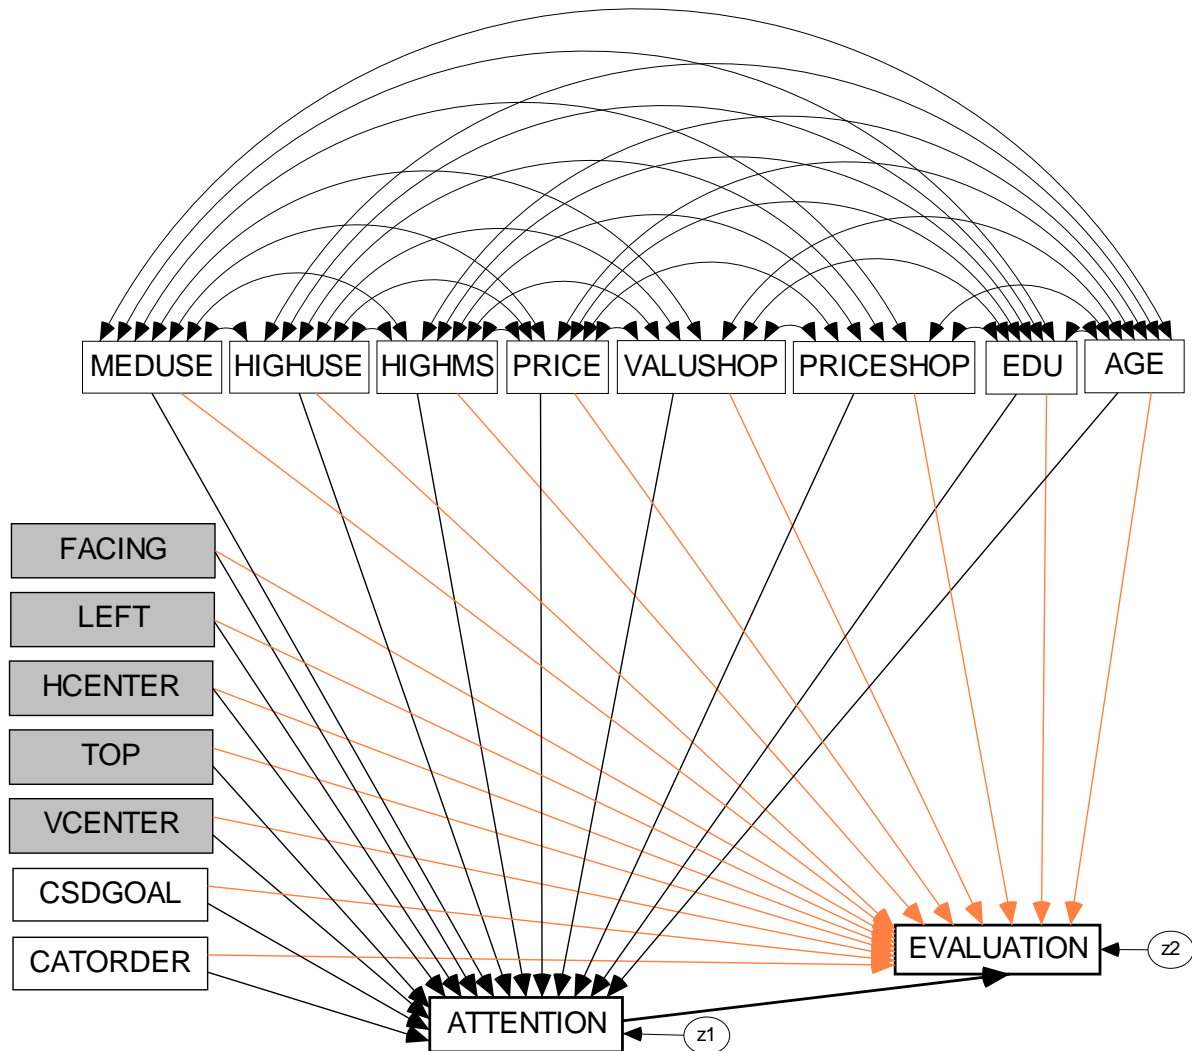 MEDUSE
HIGHUSE
HIGHMS
PRICE
VALUSHOP
PRICESHOP
EDU
AGE
FACING
LEFT
HCENTER
TOP
VCENTER
CSDGOAL
CATORDER
EVALUATION
z2
ATTENTION
z1